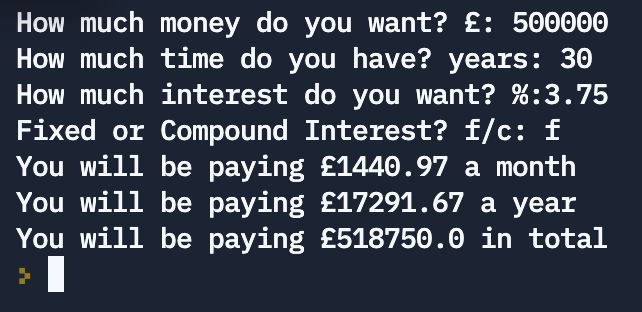 How much money do you want? £: 500000
How much time do you have? years: 30
How much interest do you want? %:3.75
Fixed or Compound Interest? f/c: f
You will be paying £1440.97 a month
You will be paying £17291.67 a year
You will be paying £518750.0 in total
>